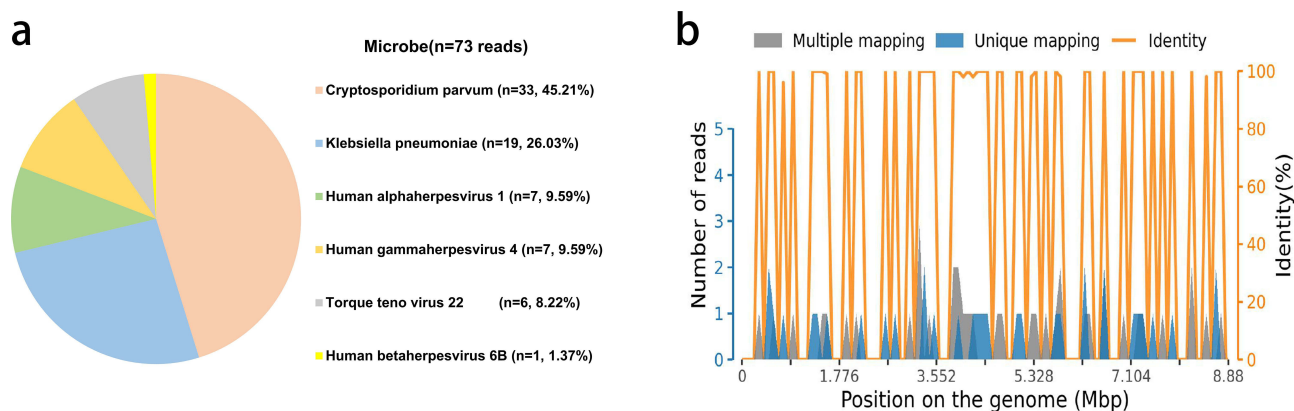 a
Microbe(n=73 reads)
Cryptosporidium parvum (n=33, 45.21%)
Klebsiella pneumoniae (n=19, 26.03%)
Human alphaherpesvirus 1 (n=7, 9.59%)
Human gammaherpesvirus 4 (n=7, 9.59%)
Torque teno virus 22 (n=6, 8.22%)
Human betaherpesvirus 6B (n=1, 1.37%)
b
Multiple mapping Unique mapping Identity
Number of reads
5
4
3
2
1
0
100
80
60
40
20
0
Identity(%)
0 1.776 3.552 5.328 7.104 8.88
Position on the genome (Mbp)